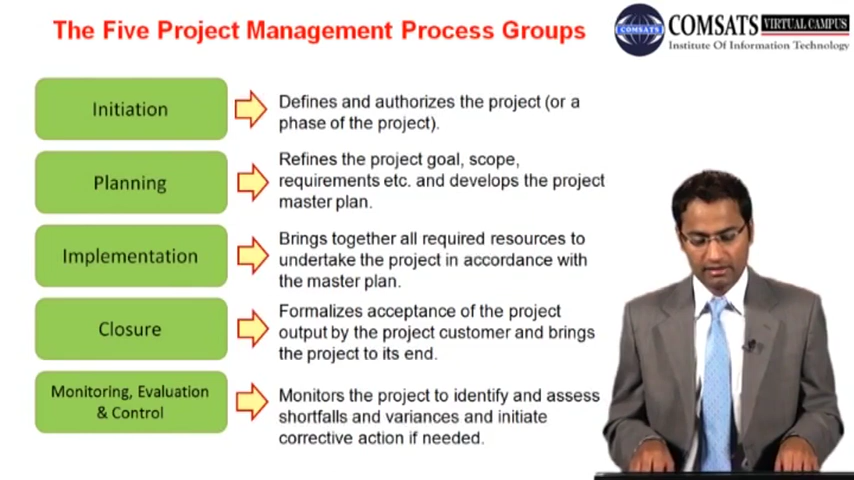 The Five Project Management Process Groups
COMSATS
COMSATS VIRTUAL CAMPUS
Institute Of Information Technology
Initiation
Defines and authorizes the project (or a
phase of the project).
Planning
Refines the project goal, scope,
requirements etc. and develops the project
master plan.
Implementation
Brings together all required resources to
undertake the project in accordance with
the master plan.
Closure
Formalizes acceptance of the project
output by the project customer and brings
the project to its end.
Monitoring, Evaluation
& Control
Monitors the project to identify and assess
shortfalls and variances and initiate
corrective action if needed.